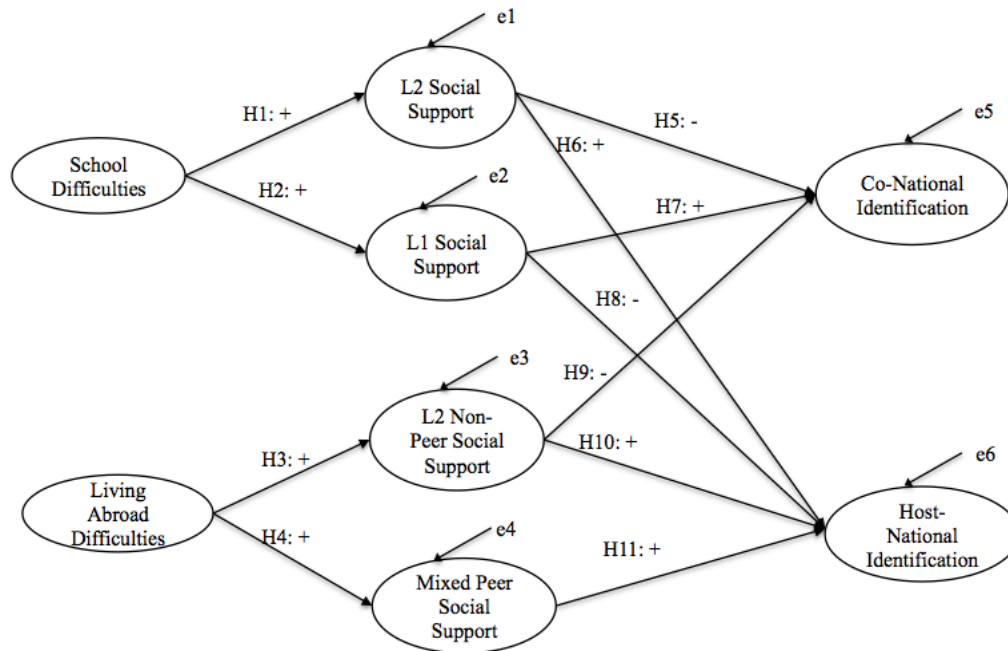 e1
L2 Social
Support
H1: +
School
Difficulties
H2: +
e2
L1 Social
Support
H5: -
H6: +
H7: +
e5
Co-National
Identification
H8: -
H9: -
e3
L2 Non-
Peer Social
Support
H3: +
Living
Abroad
Difficulties
H4: +
e4
Mixed Peer
Social
Support
H10: +
H11: +
e6
Host-
National
Identification